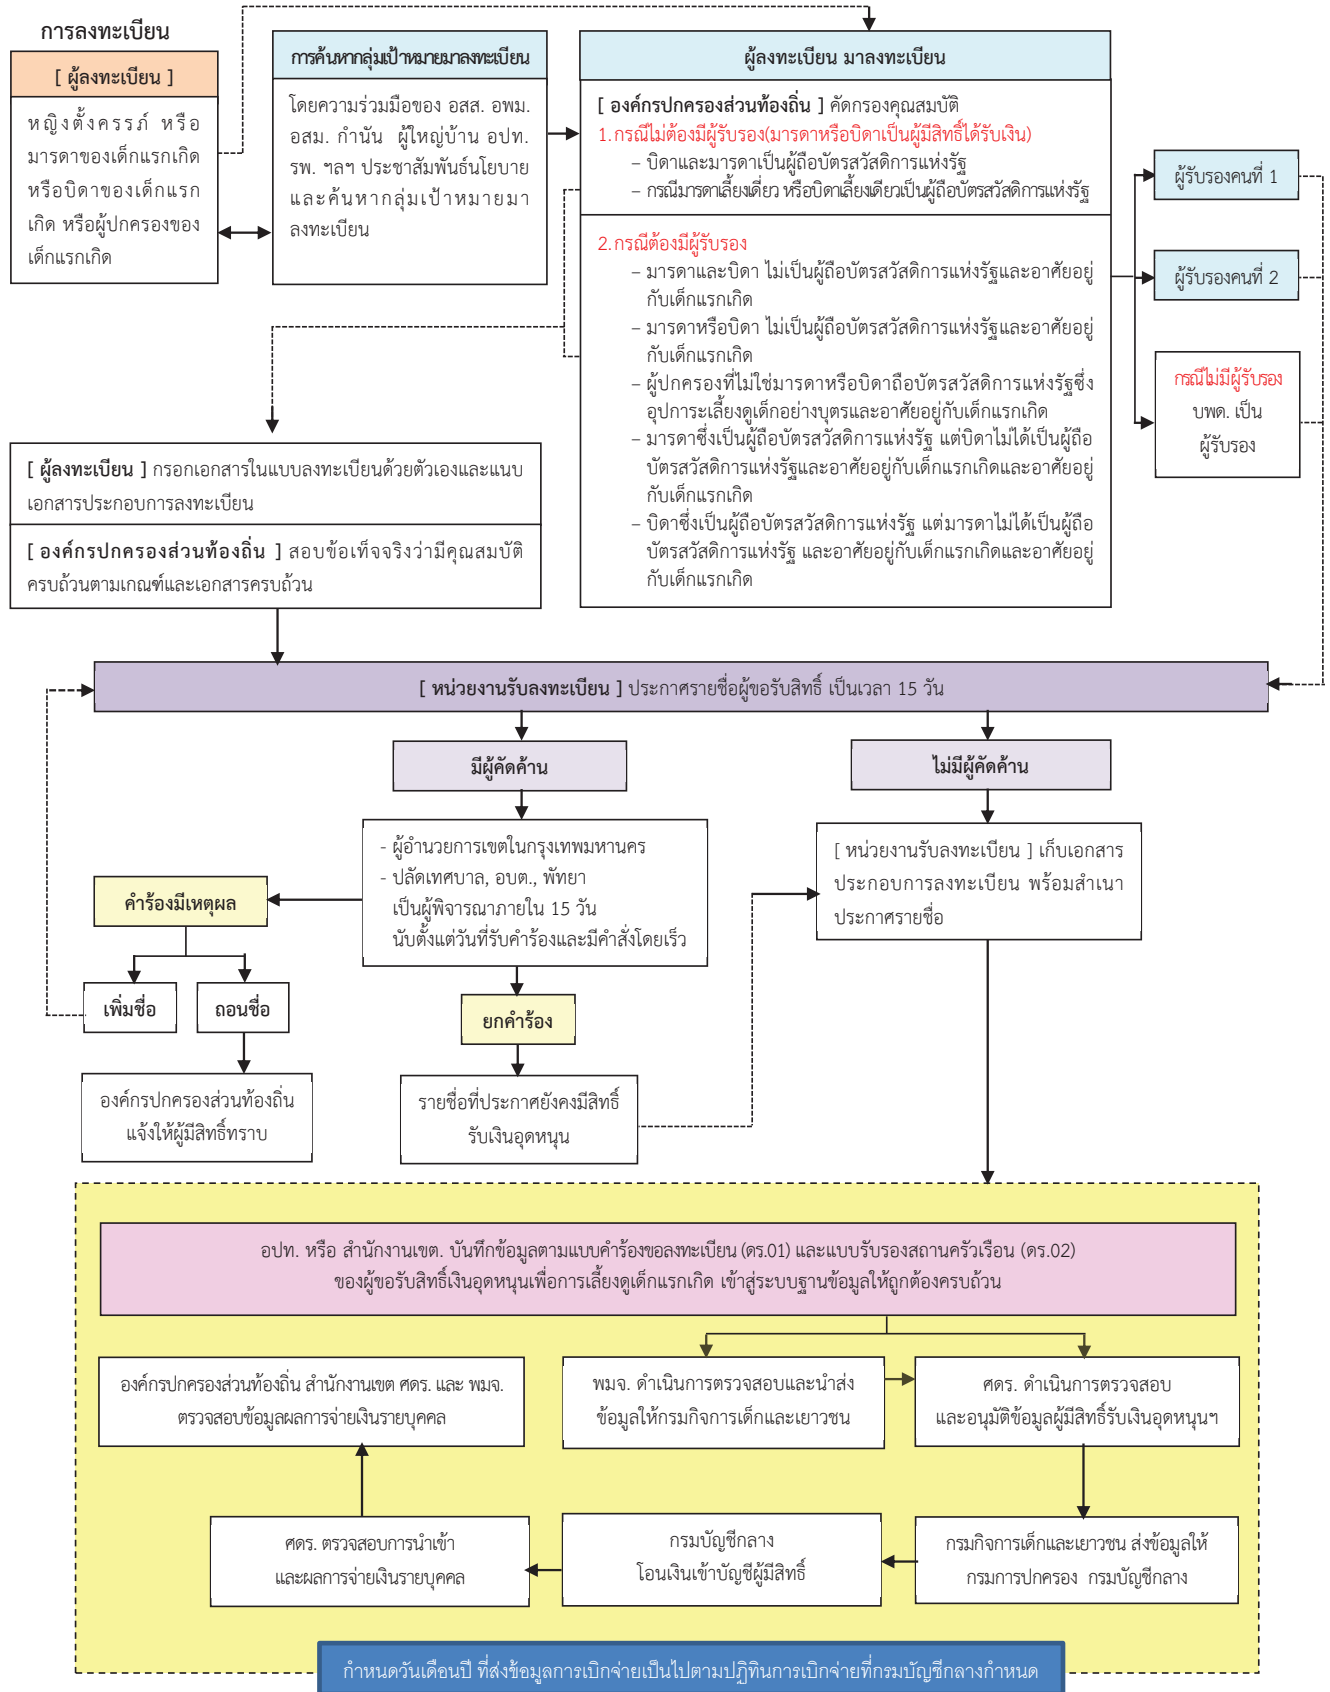 การลงทะเบียน
[ ผู้ลงทะเบียน ]
หญิงตั้งครรภ์ หรือ
มารดาของเด็กแรกเกิด
หรือบิดาของเด็กแรก
เกิด หรือผู้ปกครองของ
เด็กแรกเกิด
การค้นหากลุ่มเป้าหมายมาลงทะเบียน
โดยความร่วมมือของ อสส. อพม.
อสม. กำนัน ผู้ใหญ่บ้าน อปท.
รพ. ฯลฯ ประชาสัมพันธ์นโยบาย
และค้นหากลุ่มเป้าหมายมา
ลงทะเบียน
ผู้ลงทะเบียน มาลงทะเบียน
[ องค์กรปกครองส่วนท้องถิ่น ] คัดกรองคุณสมบัติ
1. กรณีไม่ต้องมีผู้รับรอง(มารดาหรือบิดาเป็นผู้มีสิทธิ์ได้รับเงิน)
– บิดาและมารดาเป็นผู้ถือบัตรสวัสดิการแห่งรัฐ
– กรณีมารดาเลี้ยงเดี่ยว หรือบิดาเลี้ยงเดียวเป็นผู้ถือบัตรสวัสดิการแห่งรัฐ
2. กรณีต้องมีผู้รับรอง
– มารดาและบิดา ไม่เป็นผู้ถือบัตรสวัสดิการแห่งรัฐและอาศัยอยู่
กับเด็กแรกเกิด
– มารดาหรือบิดา ไม่เป็นผู้ถือบัตรสวัสดิการแห่งรัฐและอาศัยอยู่
กับเด็กแรกเกิด
– ผู้ปกครองที่ไม่ใช่มารดาหรือบิดาถือบัตรสวัสดิการแห่งรัฐซึ่ง
อุปการะเลี้ยงดูเด็กอย่างบุตรและอาศัยอยู่กับเด็กแรกเกิด
– มารดาซึ่งเป็นผู้ถือบัตรสวัสดิการแห่งรัฐ แต่บิดาไม่ได้เป็นผู้ถือ
บัตรสวัสดิการแห่งรัฐและอาศัยอยู่กับเด็กแรกเกิดและอาศัยอยู่
กับเด็กแรกเกิด
– บิดาซึ่งเป็นผู้ถือบัตรสวัสดิการแห่งรัฐ แต่มารดาไม่ได้เป็นผู้ถือ
บัตรสวัสดิการแห่งรัฐ และอาศัยอยู่กับเด็กแรกเกิดและอาศัยอยู่
กับเด็กแรกเกิด
ผู้รับรองคนที่ 1
ผู้รับรองคนที่ 2
กรณีไม่มีผู้รับรอง
บพด. เป็น
ผู้รับรอง
[ ผู้ลงทะเบียน ] กรอกเอกสารในแบบลงทะเบียนด้วยตัวเองและแนบ
เอกสารประกอบการลงทะเบียน
[ องค์กรปกครองส่วนท้องถิ่น ] สอบข้อเท็จจริงว่ามีคุณสมบัติ
ครบถ้วนตามเกณฑ์และเอกสารครบถ้วน
[ หน่วยงานรับลงทะเบียน ] ประกาศรายชื่อผู้ขอรับสิทธิ์ เป็นเวลา 15 วัน
มีผู้คัดค้าน
ไม่มีผู้คัดค้าน
- ผู้อำนวยการเขตในกรุงเทพมหานคร
- ปลัดเทศบาล, อบต., พัทยา
เป็นผู้พิจารณาภายใน 15 วัน
นับตั้งแต่วันที่รับคำร้องและมีคำสั่งโดยเร็ว
[ หน่วยงานรับลงทะเบียน ] เก็บเอกสาร
ประกอบการลงทะเบียน พร้อมสำเนา
ประกาศรายชื่อ
คำร้องมีเหตุผล
เพิ่มชื่อ
ถอนชื่อ
ยกคำร้อง
องค์กรปกครองส่วนท้องถิ่น
แจ้งให้ผู้มีสิทธิ์ทราบ
รายชื่อที่ประกาศยังคงมีสิทธิ์
รับเงินอุดหนุน
อปท. หรือ สำนักงานเขต. บันทึกข้อมูลตามแบบคำร้องขอลงทะเบียน (ดร.01) และแบบรับรองสถานครัวเรือน (ดร.02)
ของผู้ขอรับสิทธิ์เงินอุดหนุนเพื่อการเลี้ยงดูเด็กแรกเกิด เข้าสู่ระบบฐานข้อมูลให้ถูกต้องครบถ้วน
องค์กรปกครองส่วนท้องถิ่น สำนักงานเขต ศดร. และ พมจ.
ตรวจสอบข้อมูลผลการจ่ายเงินรายบุคคล
พมจ. ดำเนินการตรวจสอบและนำส่ง
ข้อมูลให้กรมกิจการเด็กและเยาวชน
ศดร. ดำเนินการตรวจสอบ
และอนุมัติข้อมูลผู้มีสิทธิ์รับเงินอุดหนุนฯ
ศดร. ตรวจสอบการนำเข้า
และผลการจ่ายเงินรายบุคคล
กรมบัญชีกลาง
โอนเงินเข้าบัญชีผู้มีสิทธิ์
กรมกิจการเด็กและเยาวชน ส่งข้อมูลให้
กรมการปกครอง กรมบัญชีกลาง
กำหนดวันเดือนปี ที่ส่งข้อมูลการเบิกจ่ายเป็นไปตามปฏิทินการเบิกจ่ายที่กรมบัญชีกลางกำหนด